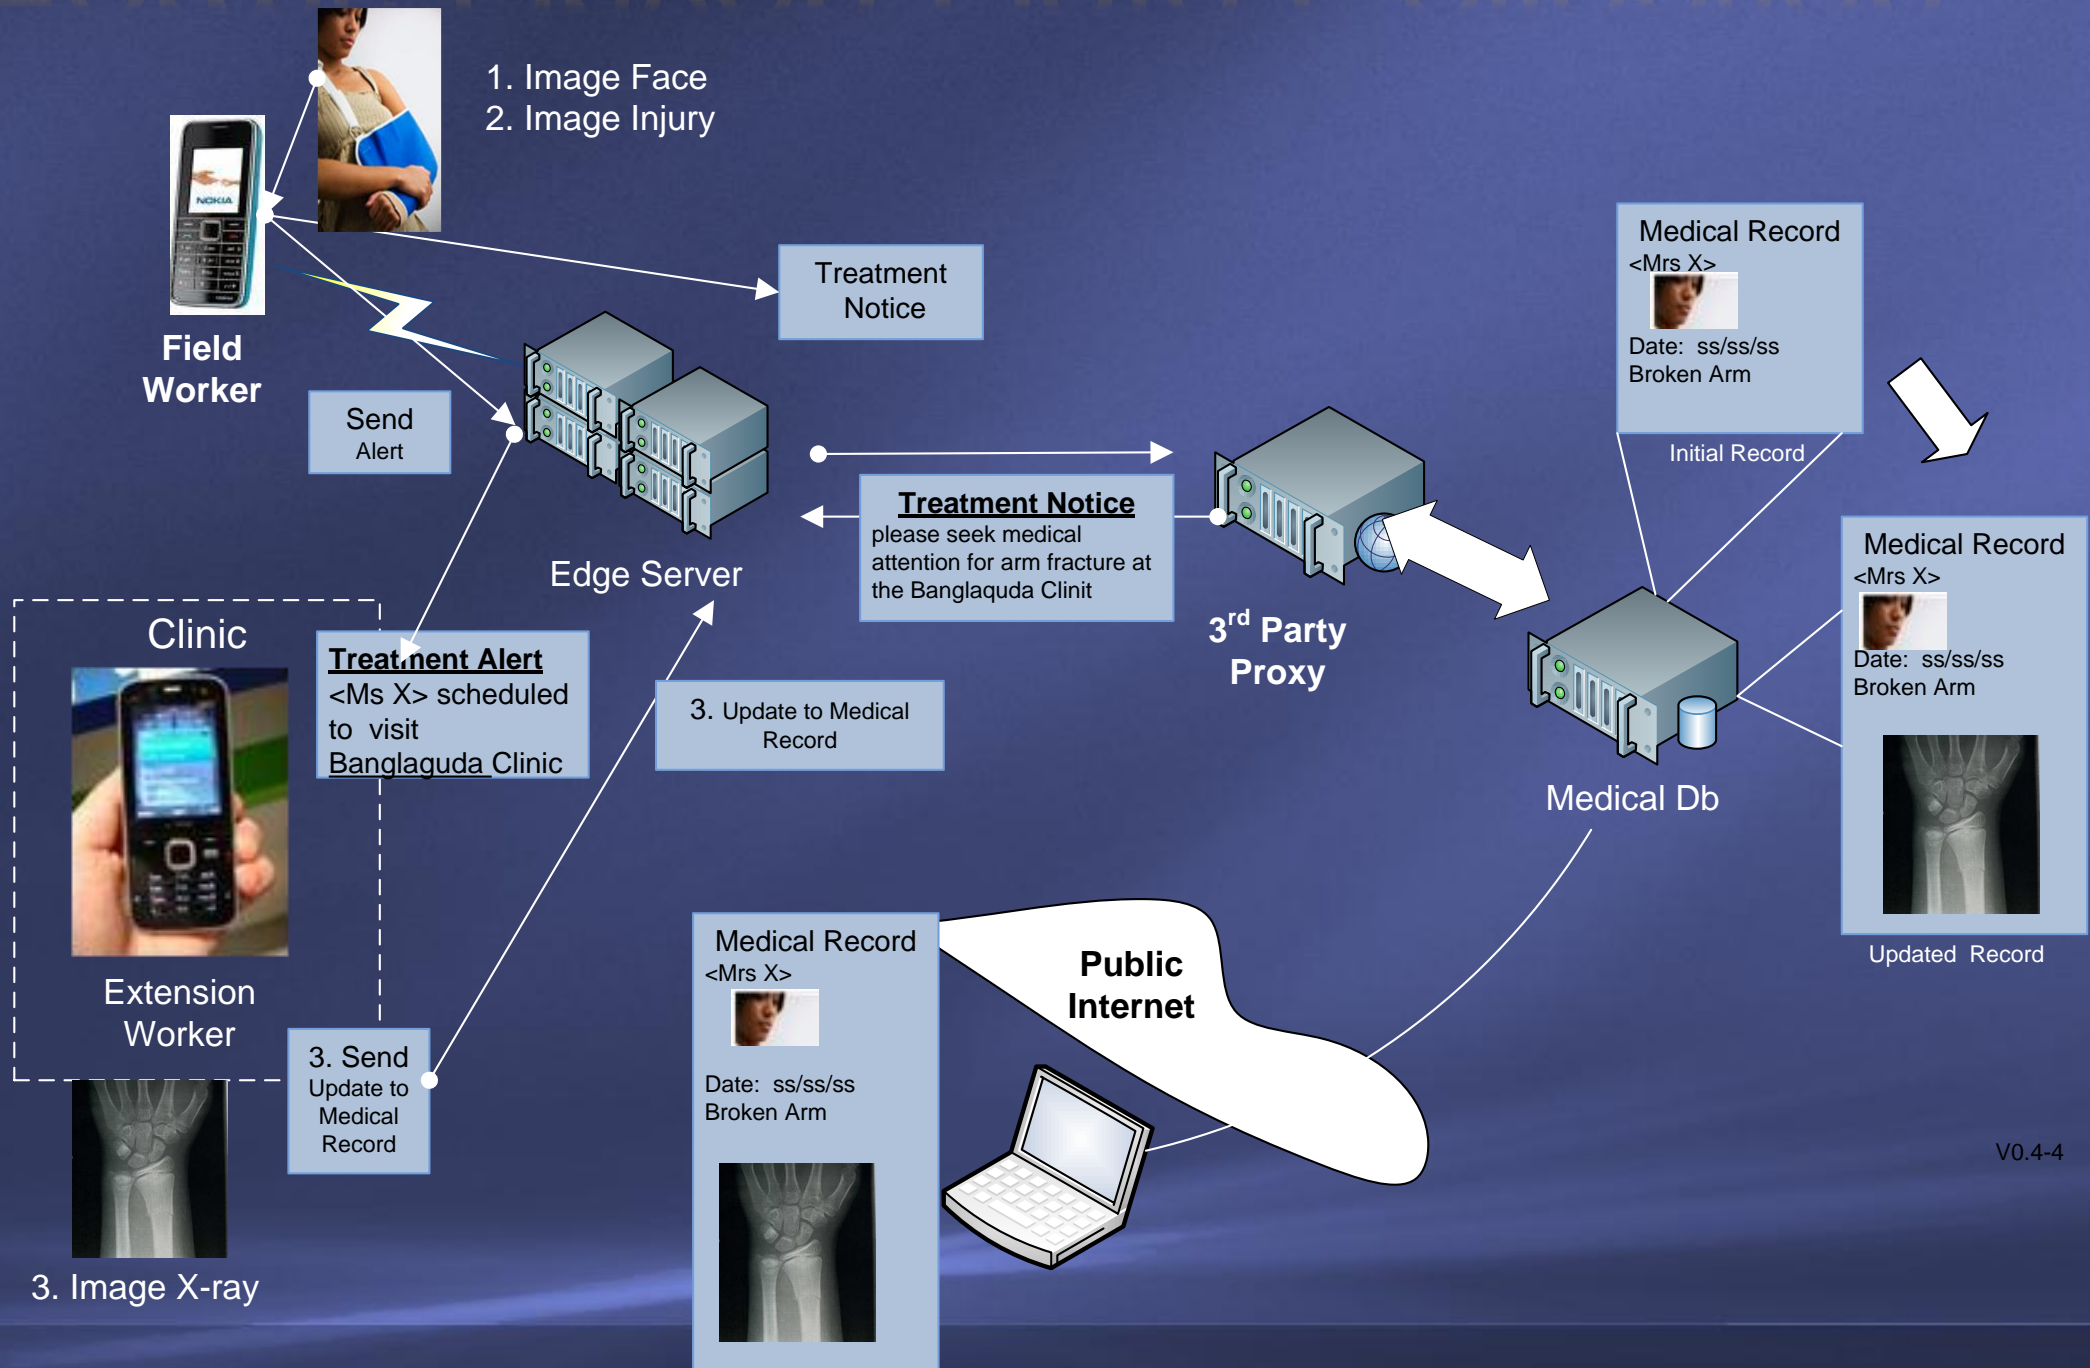 1. Image Face
2. Image Injury
NOKIA
Field
Worker
Treatment
Notice
Send
Alert
Edge Server
Treatment Notice
please seek medical
attention for arm fracture at
the Banglaquda Clinit
3rd Party
Proxy
Medical Record
<Mrs X>
Date: ss/ss/ss
Broken Arm
Initial Record
Medical Record
<Mrs X>
Date: ss/ss/ss
Broken Arm
Updated Record
Medical Db
Clinic
Treatment Alert
<Ms X> scheduled
to visit
Banglaguda Clinic
3. Update to Medical
Record
Extension
Worker
3. Send
Update to
Medical
Record
3. Image X-ray
Medical Record
<Mrs X>
Date: ss/ss/ss
Broken Arm
Public
Internet
V0.4-4